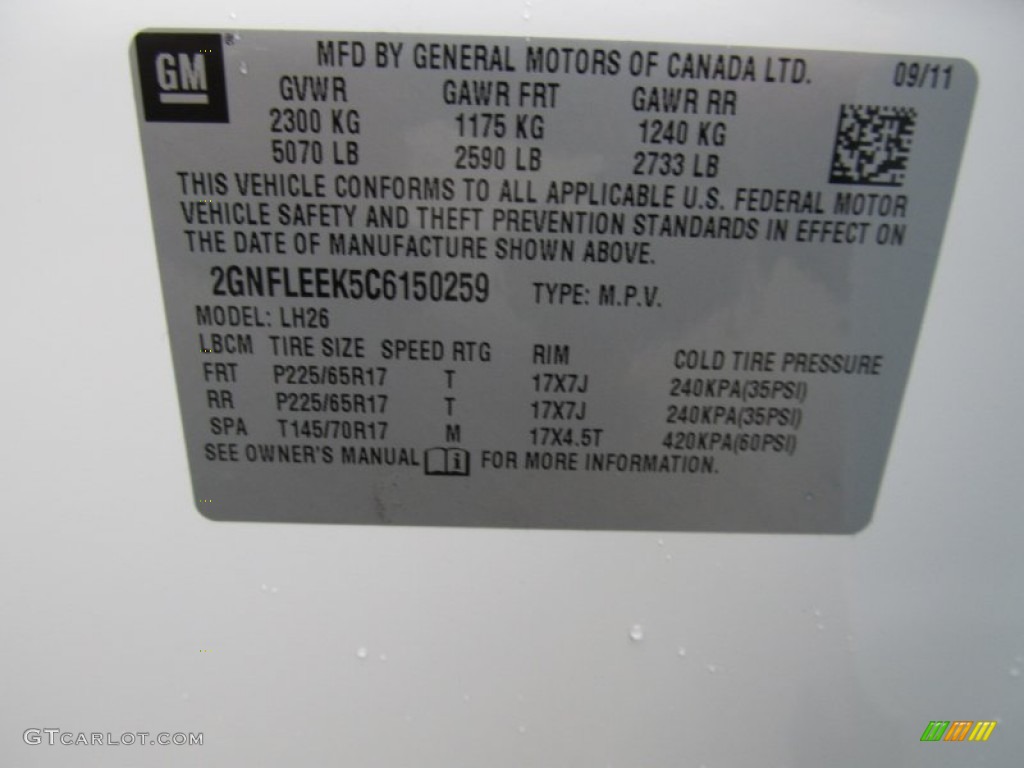 GM ® MFD BY GENERAL MOTORS OF CANADA LTD. 09/11
GVWR GAWR FRT GAWR RR
2300 KG 1175 KG 1240 KG
5070 LB 2590 LB 2733 LB
THIS VEHICLE CONFORMS TO ALL APPLICABLE U.S. FEDERAL MOTOR
VEHICLE SAFETY AND THEFT PREVENTION STANDARDS IN EFFECT ON
THE DATE OF MANUFACTURE SHOWN ABOVE.
2GNFLEEK5C6150259 TYPE: M.P.V.
MODEL: LH26
LBCM TIRE SIZE SPEED RTG RIM COLD TIRE PRESSURE
FRT P225/65R17 T 17X7J 240KPA(35PSI)
RR P225/65R17 T 17X7J 240KPA(35PSI)
SPA T145/70R17 M 17X4.5T 420KPA(60PSI)
SEE OWNER'S MANUAL FOR MORE INFORMATION.
GTCARLOT.COM